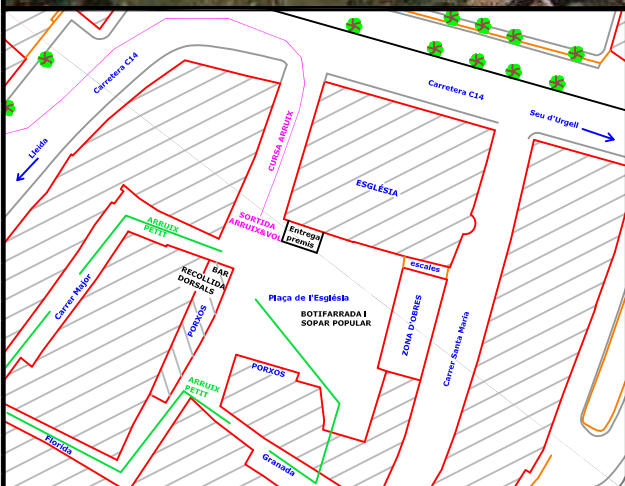 Carretera C14
Carretera C14
Seu d'Urgell
Lleida
CURSA ARRUIX
ESGLÉSIA
SORTIDA
ARRUIX&VOL
Entrega
premis
ARRUIX
PETIT
escales
BAR
RECOLLIDA
DORSALS
Carrer Major
PORXOS
Plaça de l'Església
BOTIFARRADA I
SOPAR POPULAR
ZONA D'OBRES
Carrer Santa Maria
PORXOS
ARRUIX
PETIT
Florida
Granada